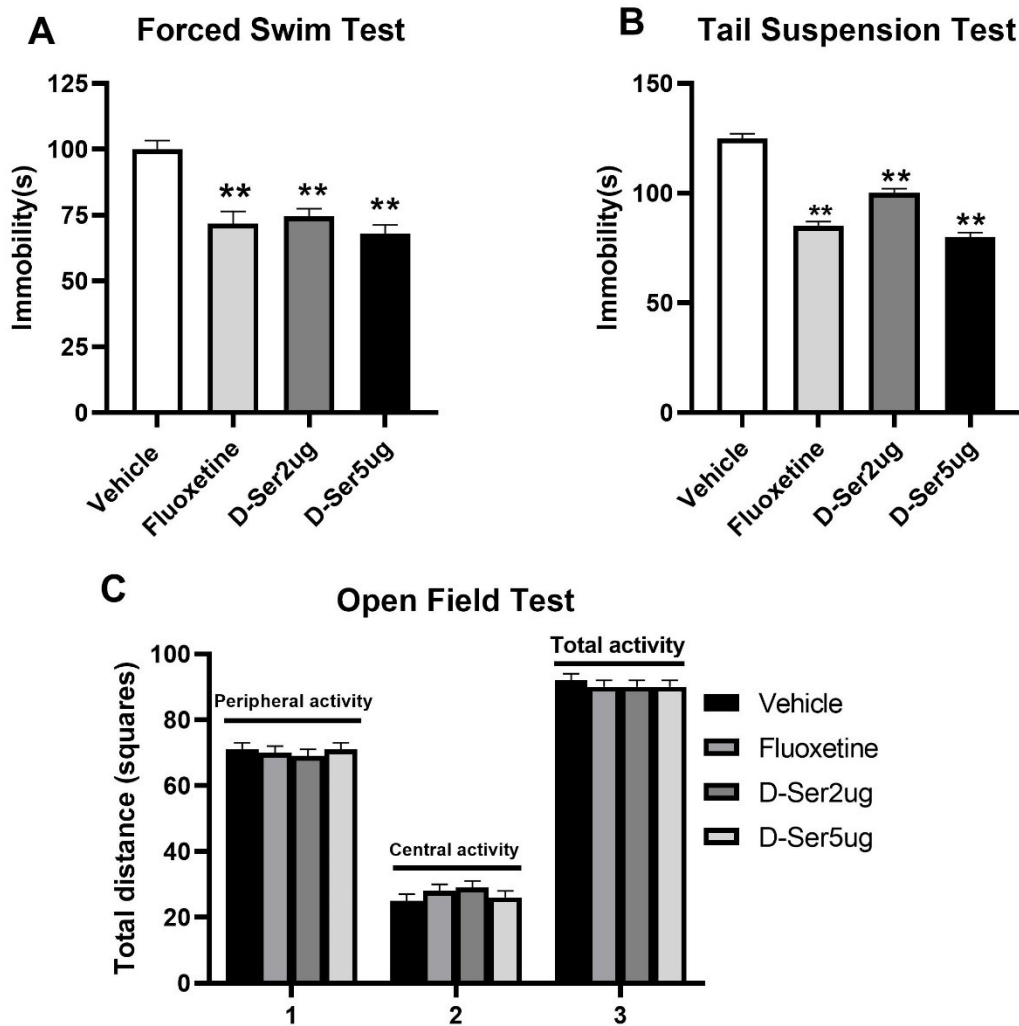 A
Forced Swim Test
Immobility(s)
125
100
75
50
25
0
**
**
**
Vehicle
Fluoxetine
D-Ser2ug
D-Ser5ug
B
Tail Suspension Test
Immobility(s)
150
100
50
0
**
**
**
Vehicle
Fluoxetine
D-Ser2ug
D-Ser5ug
C
Open Field Test
Total distance (squares)
100
80
60
40
20
0
Peripheral activity
Central activity
Total activity
1
2
3
Vehicle
Fluoxetine
D-Ser2ug
D-Ser5ug